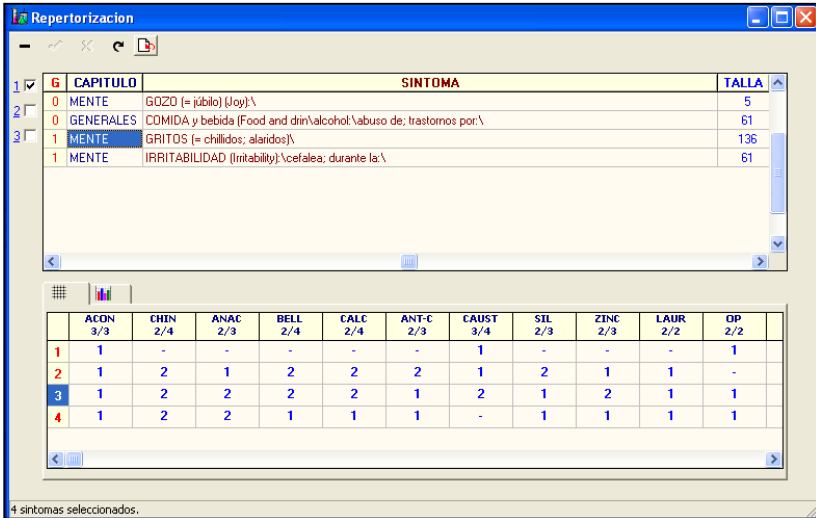 Repertorizacion
1 G CAPITULO SINTOMA TALLA
0 MENTE GOZO (= júbilo) (Joy):\ 5
2 0 GENERALES COMIDA y bebida (Food and drin\alcohol:\abuso de; trastornos por:\ 61
3 1 MENTE GRITOS (= chillidos; alaridos)\ 136
1 MENTE IRRITABILIDAD (Irritability):\cefalea; durante la:\ 61
ACON CHIN ANAC BELL CALC ANT-C CAUST SIL ZINC LAUR OP
3/3 2/4 2/3 2/4 2/4 2/3 3/4 2/3 2/3 2/2 2/2
1 1 - - - - - 1 - - - 1
2 1 2 1 2 2 2 1 2 1 1 -
3 1 2 2 2 2 1 2 1 2 1 1
4 1 2 2 1 1 1 - 1 1 1 1
4 sintomas seleccionados.